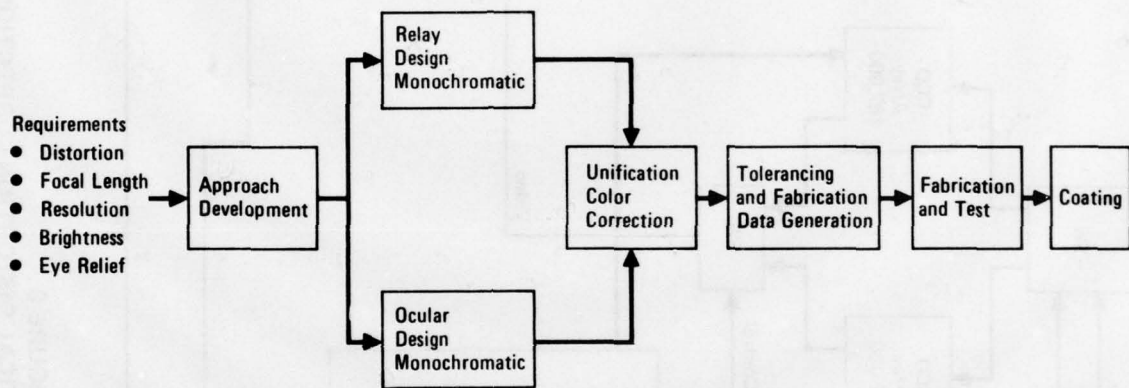 Requirements
● Distortion
● Focal Length
● Resolution
● Brightness
● Eye Relief
Approach
Development
Relay
Design
Monochromatic
Ocular
Design
Monochromatic
Unification
Color
Correction
Tolerancing
and Fabrication
Data Generation
Fabrication
and Test
Coating